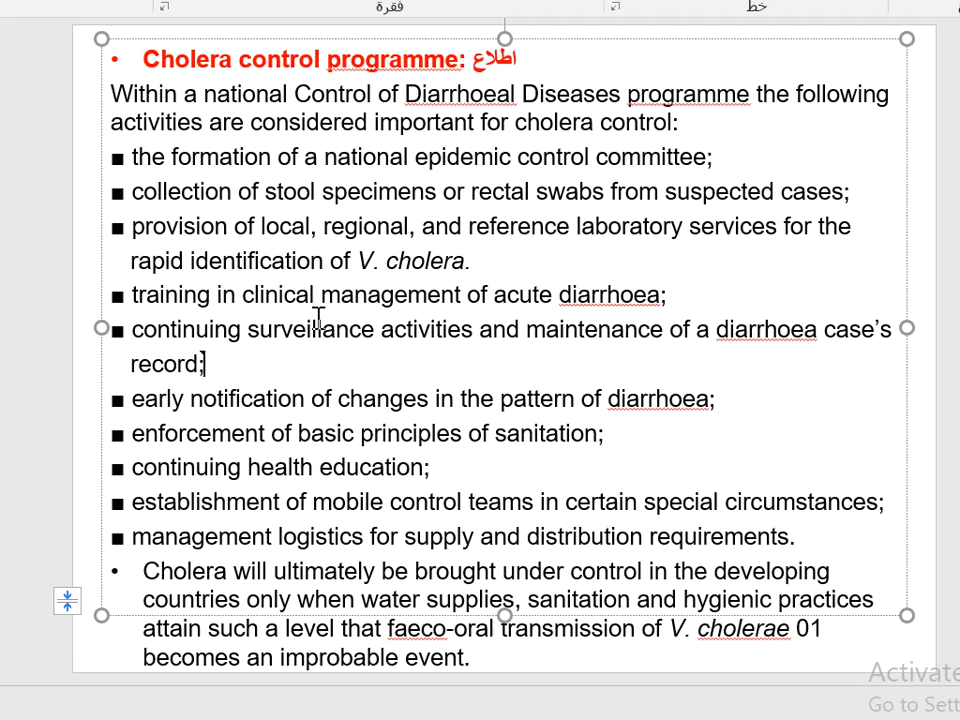 فقرة
خط
• Cholera control programme: اطلاع
Within a national Control of Diarrhoeal Diseases programme the following
activities are considered important for cholera control:
■ the formation of a national epidemic control committee;
■ collection of stool specimens or rectal swabs from suspected cases;
■ provision of local, regional, and reference laboratory services for the
rapid identification of V. cholera.
■ training in clinical management of acute diarrhoea;
■ continuing surveillance activities and maintenance of a diarrhoea case’s
record;
■ early notification of changes in the pattern of diarrhoea;
■ enforcement of basic principles of sanitation;
■ continuing health education;
■ establishment of mobile control teams in certain special circumstances;
■ management logistics for supply and distribution requirements.
• Cholera will ultimately be brought under control in the developing
countries only when water supplies, sanitation and hygienic practices
attain such a level that faeco-oral transmission of V. cholerae 01
becomes an improbable event.
Activate
Go to Sett